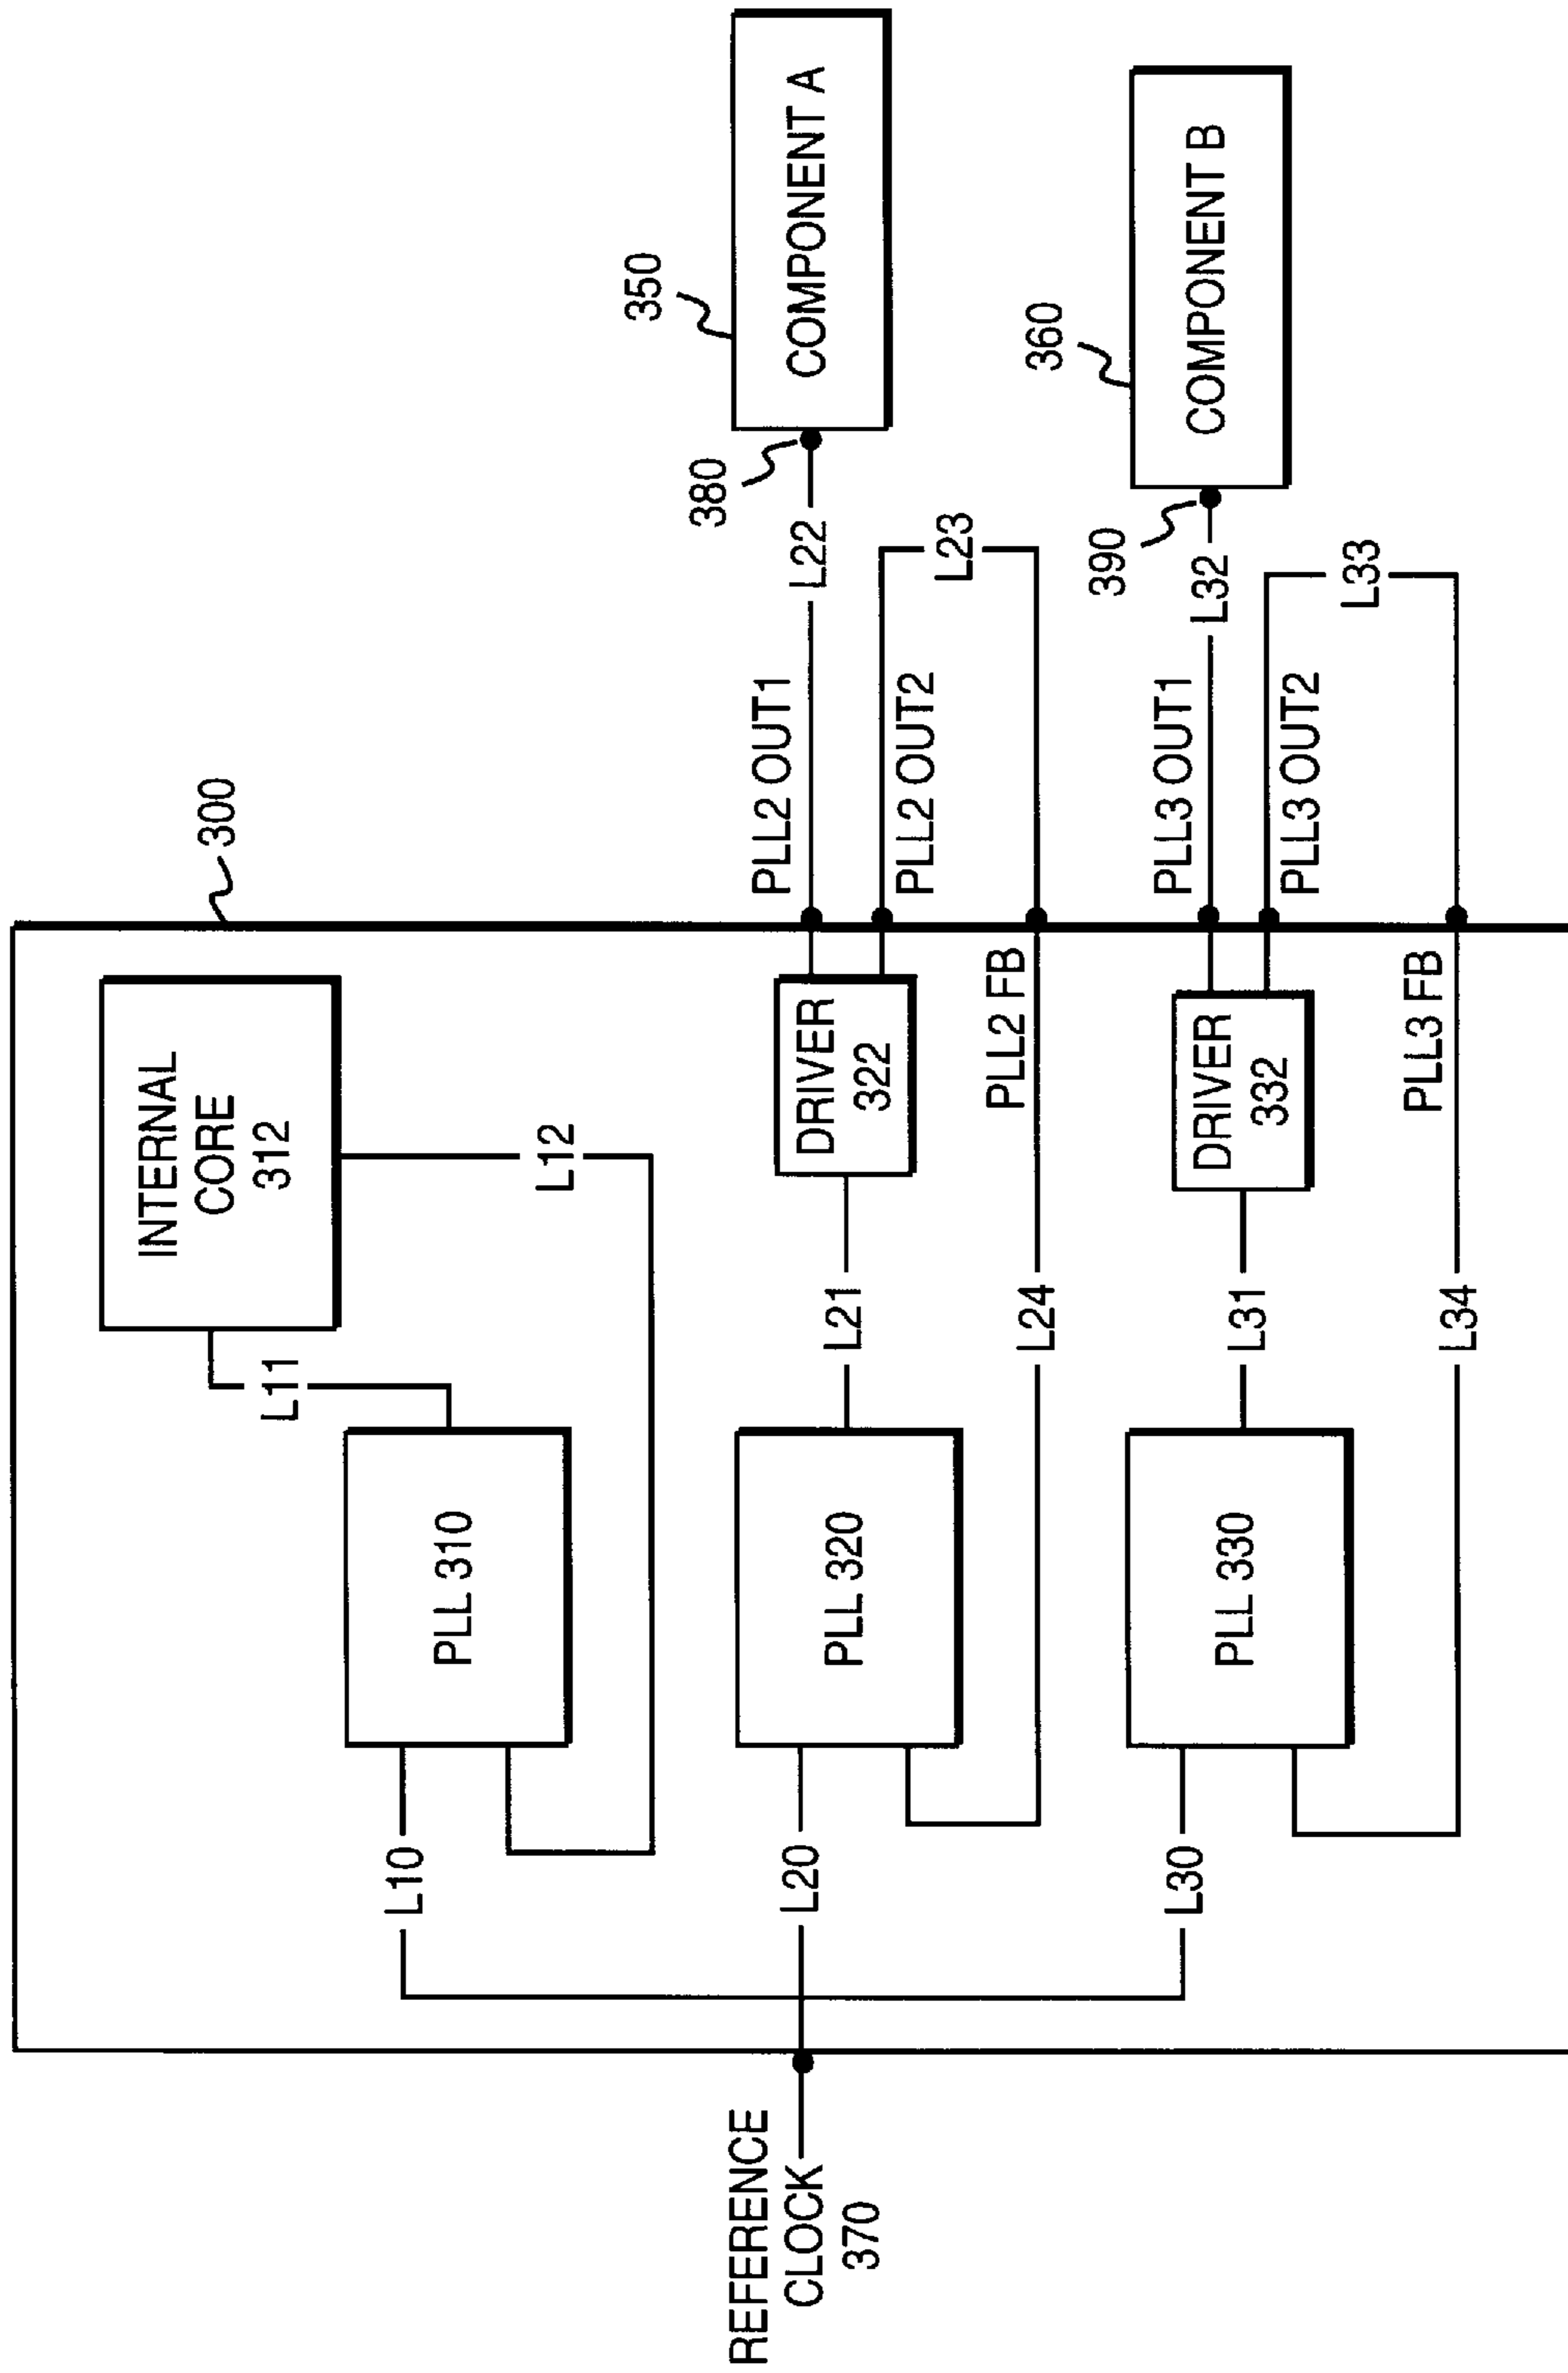 300
INTERNAL
CORE
312
L11
L12
PLL 310
L10
350
COMPONENT A
380
L22
PLL2 OUT1
L23
PLL2 OUT2
DRIVER
322
PLL2 FB
L21
L24
PLL 320
L20
REFERENCE
CLOCK
370
360
COMPONENT B
390
L32
PLL3 OUT1
L33
PLL3 OUT2
DRIVER
332
PLL3 FB
L31
L34
PLL 330
L30